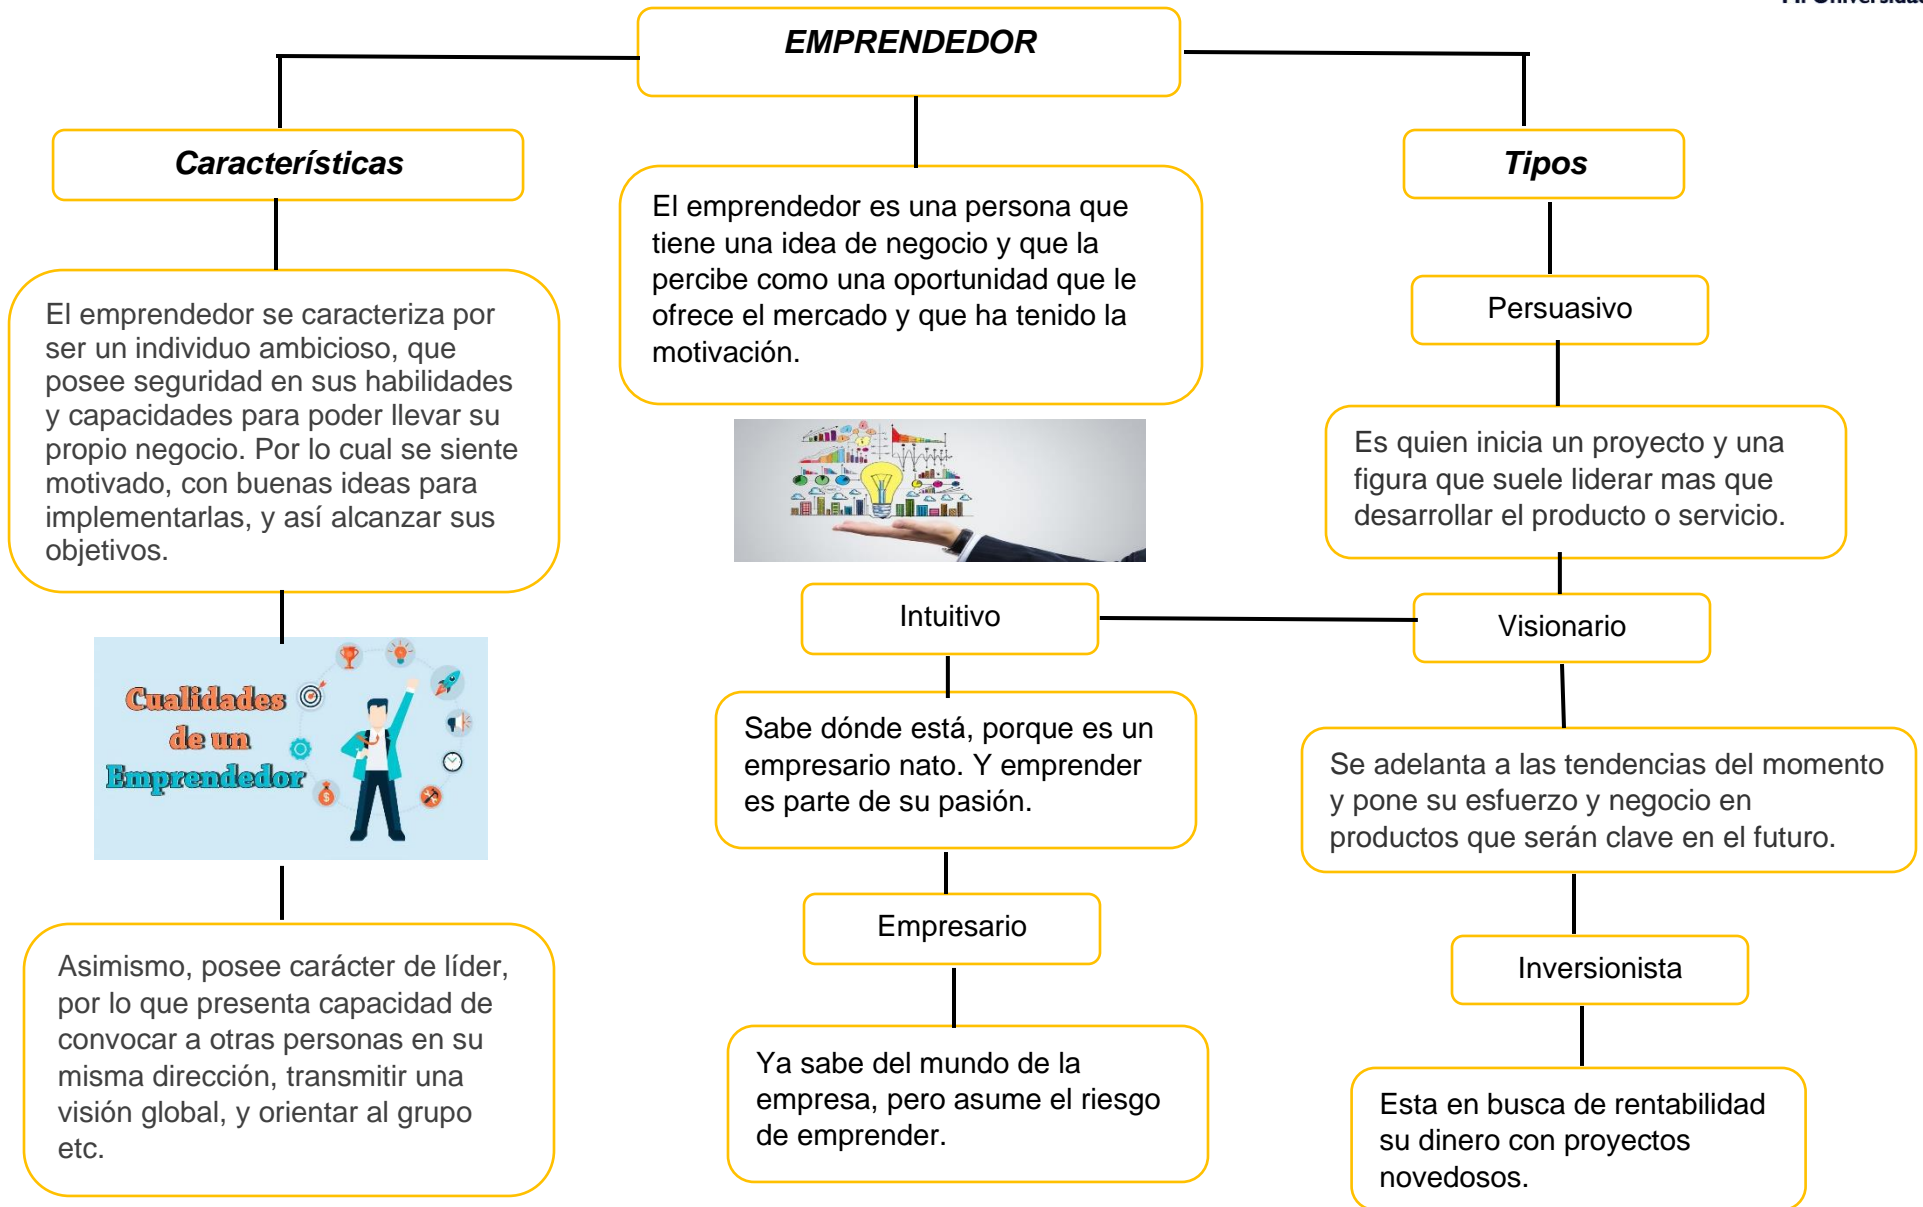 EMPRENDEDOR
Característícas
El emprendedor se caracteriza por
ser un individuo ambicioso, que
posee seguridad en sus habilidades
y capacidades para poder llevar su
propio negocio. Por lo cual se siente
motivado, con buenas ideas para
implementarlas, y así alcanzar sus
objetivos.
Cualidades
de un
Emprendedor
Asimismo, posee carácter de líder,
por lo que presenta capacidad de
convocar a otras personas en su
misma dirección, transmitir una
visión global, y orientar al grupo
etc.
El emprendedor es una persona que
tiene una idea de negocio y que la
percibe como una oportunidad que le
ofrece el mercado y que ha tenido la
motivación.
Tipos
Persuasivo
Es quien inicia un proyecto y una
figura que suele liderar mas que
desarrollar el producto o servicio.
Visionario
Se adelanta a las tendencias del momento
y pone su esfuerzo y negocio en
productos que serán clave en el futuro.
Inversionista
Esta en busca de rentabilidad
su dinero con proyectos
novedosos.
Intuitivo
Sabe dónde está, porque es un
empresario nato. Y emprender
es parte de su pasión.
Empresario
Ya sabe del mundo de la
empresa, pero asume el riesgo
de emprender.